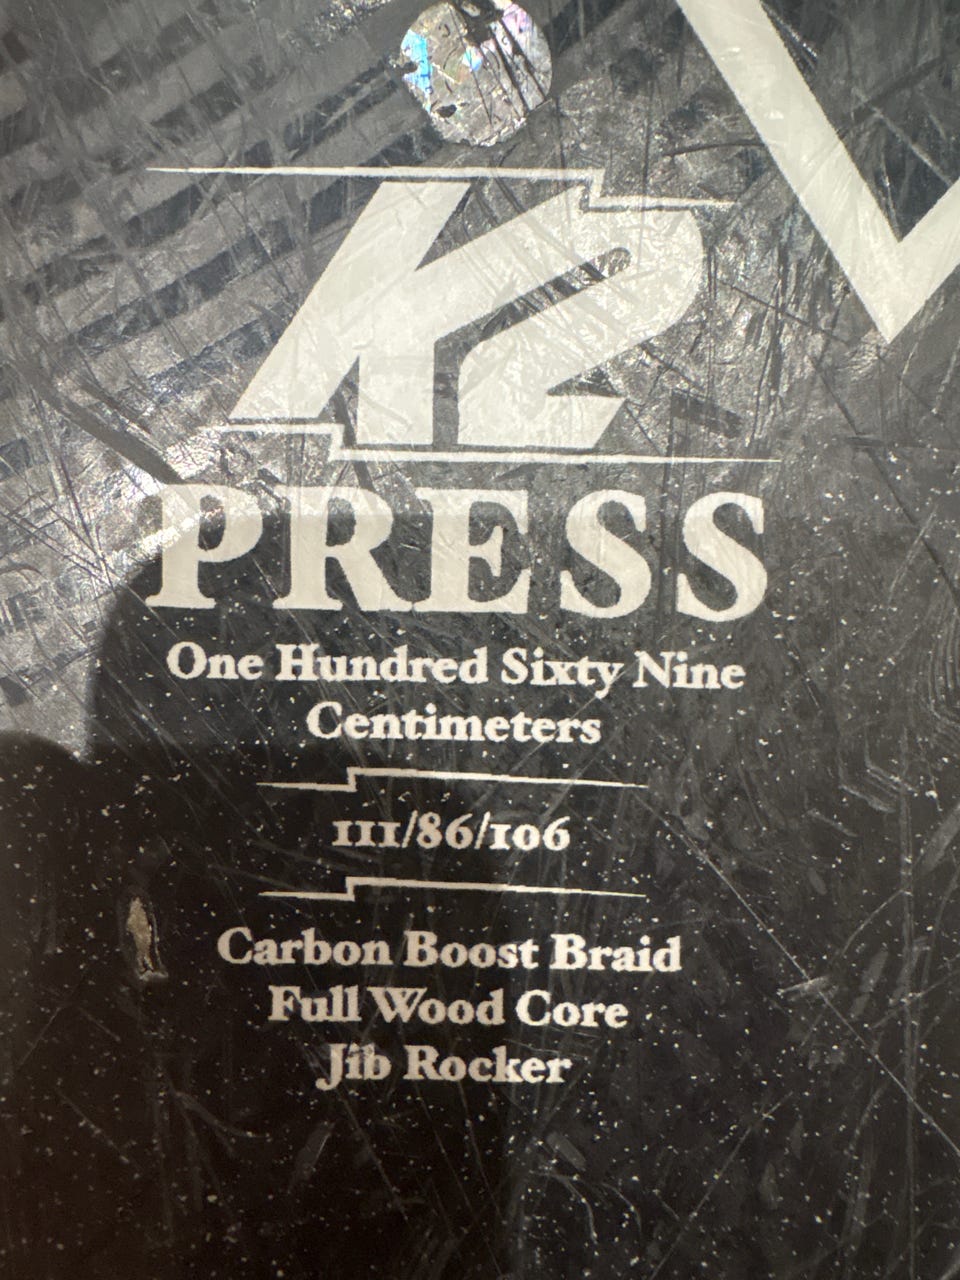 K2
PRESS
One Hundred Sixty Nine
Centimeters
111/86/106
Carbon Boost Braid
Full Wood Core
Jib Rocker